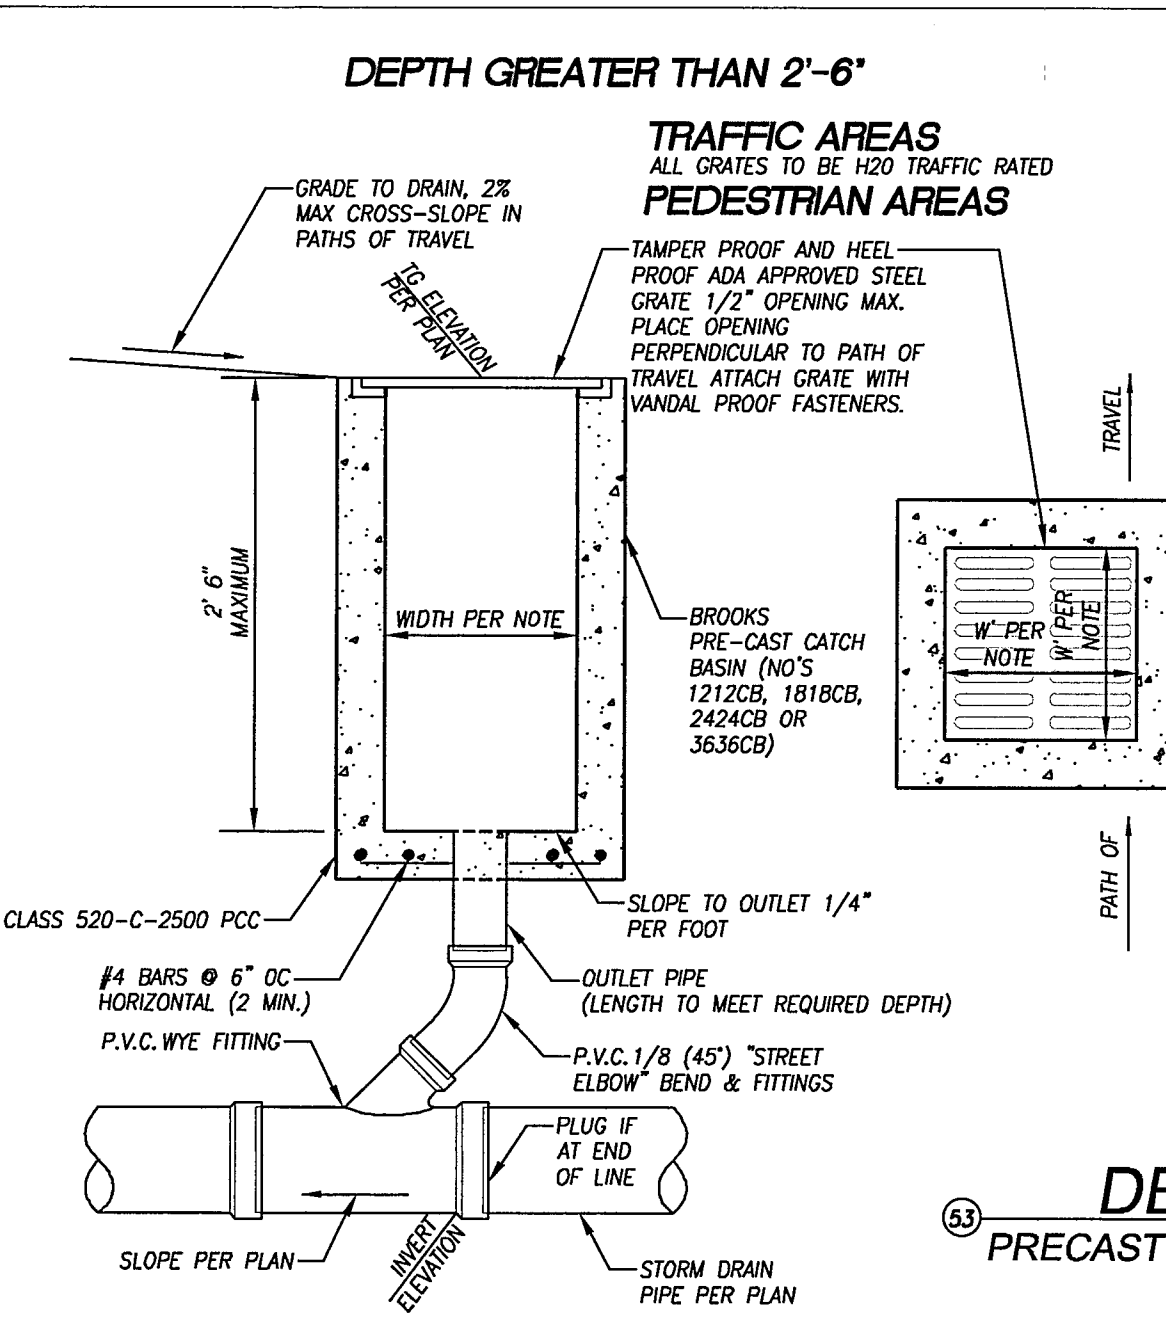 DEPTH GREATER THAN 2'-6"
TRAFFIC AREAS
ALL GRATES TO BE H20 TRAFFIC RATED
PEDESTRIAN AREAS
GRADE TO DRAIN, 2%
MAX CROSS-SLOPE IN
PATHS OF TRAVEL
TG ELEVATION
PER PLAN
TAMPER PROOF AND HEEL
PROOF ADA APPROVED STEEL
GRATE 1/2" OPENING MAX.
PLACE OPENING
PERPENDICULAR TO PATH OF
TRAVEL ATTACH GRATE WITH
VANDAL PROOF FASTENERS.
TRAVEL
2' 6"
MAXIMUM
WIDTH PER NOTE
BROOKS
PRE-CAST CATCH
BASIN (NO'S
1212CB, 1818CB,
2424CB OR
3636CB)
W' PER
NOTE
W' PER
NOTE
PATH OF
CLASS 520-C-2500 PCC
SLOPE TO OUTLET 1/4"
PER FOOT
#4 BARS @ 6" OC
HORIZONTAL (2 MIN.)
OUTLET PIPE
(LENGTH TO MEET REQUIRED DEPTH)
P.V.C. WYE FITTING
P.V.C. 1/8 (45°) "STREET
ELBOW" BEND & FITTINGS
PLUG IF
AT END
OF LINE
SLOPE PER PLAN
INVERT
ELEVATION
STORM DRAIN
PIPE PER PLAN
53
DE
PRECAST